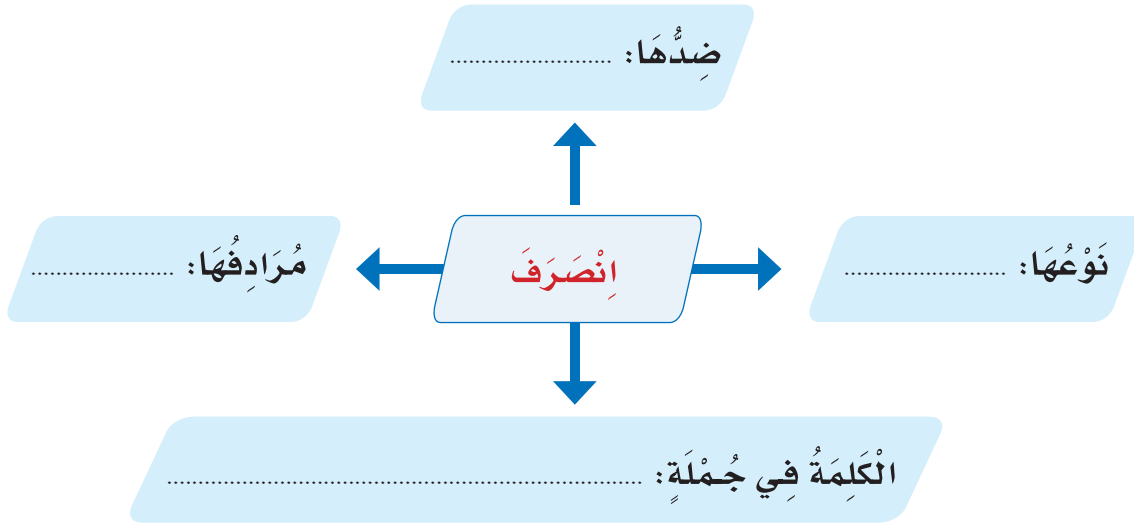 ضِدُّهَا: ..........................
نَوْعُهَا: ..........................
اِنْصَرَفَ
مُرَادِفُهَا: .......................
الْكَلِمَةُ فِي جُمْلَةٍ: ..............................................................................